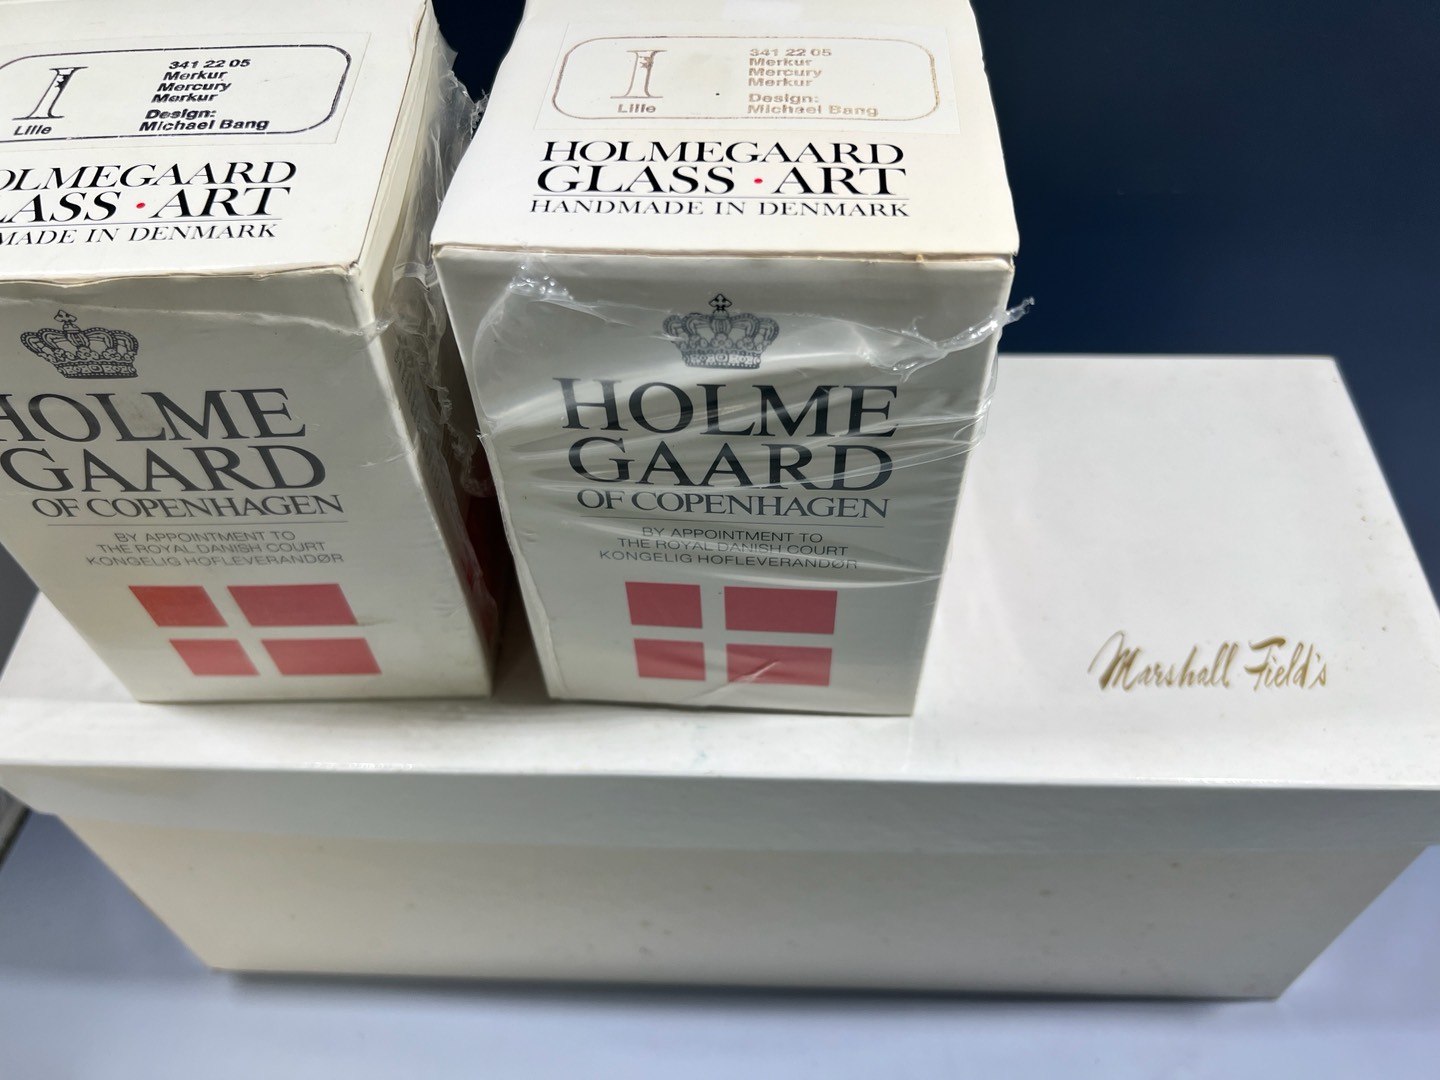 341 22 05
Merkur
Mercury
Merkur
Design:
Michael Bang
Lille
OLMEGAARD
LASS · ART
MADE IN DENMARK
HOLME
GAARD
OF COPENHAGEN
BY APPOINTMENT TO
THE ROYAL DANISH COURT
KONGELIG HOFLEVERANDØR
341 22 05
Merkur
Mercury
Merkur
Design:
Michael Bang
Lille
HOLMEGAARD
GLASS · ART
HANDMADE IN DENMARK
HOLME
GAARD
OF COPENHAGEN
BY APPOINTMENT TO
THE ROYAL DANISH COURT
KONGELIG HOFLEVERANDØR
Marshall Field's